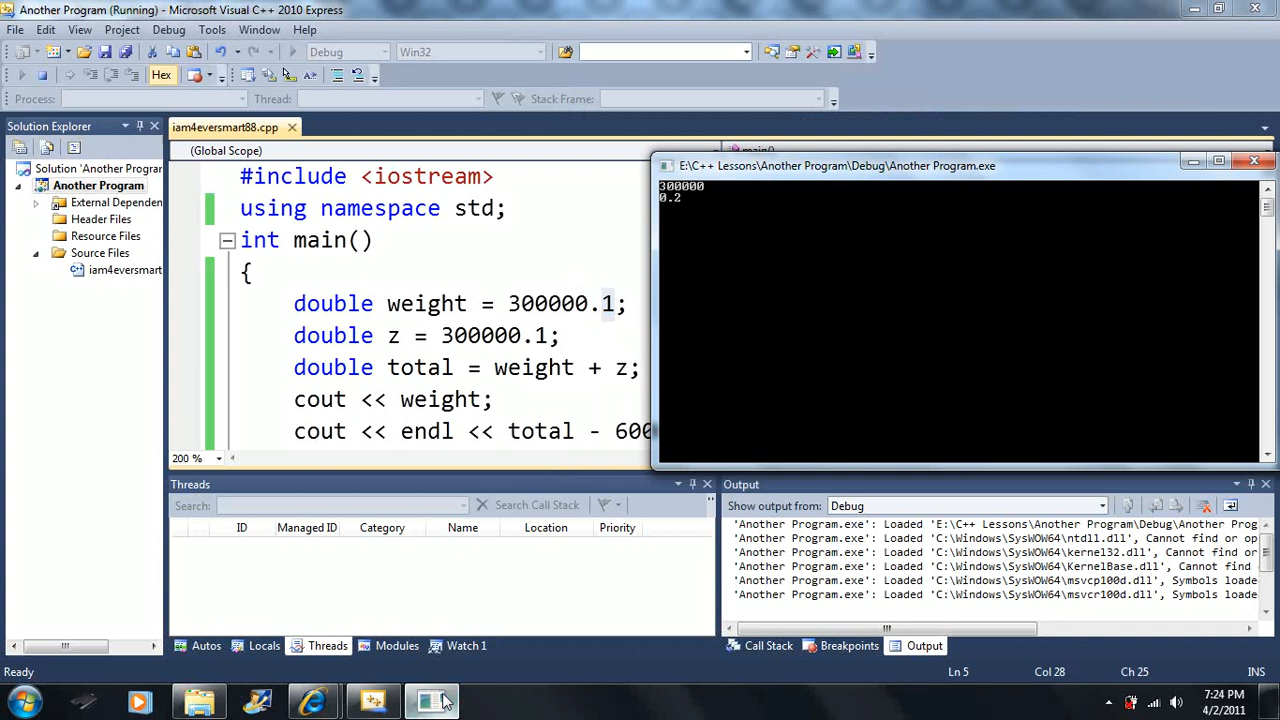 Another Program (Running) - Microsoft Visual C++ 2010 Express
File Edit View Project Debug Tools Window Help
Debug Win32
Hex
Process: Thread: Stack Frame:
Solution Explorer
Solution 'Another Program
Another Program
External Dependen
Header Files
Resource Files
Source Files
iam4eversmart
iam4eversmart88.cpp
(Global Scope)
main()
#include <iostream>
using namespace std;
int main()
{
double weight = 300000.1;
double z = 300000.1;
double total = weight + z;
cout << weight;
cout << endl << total - 600
200 %
E:\C++ Lessons\Another Program\Debug\Another Program.exe
300000
0.2
Threads
Search: Search Call Stack
ID Managed ID Category Name Location Priority
Autos Locals Threads Modules Watch 1
Output
Show output from: Debug
'Another Program.exe': Loaded 'E:\C++ Lessons\Another Program\Debug\Another Prog
'Another Program.exe': Loaded 'C:\Windows\SysWOW64\ntdll.dll', Cannot find or op
'Another Program.exe': Loaded 'C:\Windows\SysWOW64\kernel32.dll', Cannot find or
'Another Program.exe': Loaded 'C:\Windows\SysWOW64\KernelBase.dll', Cannot find
'Another Program.exe': Loaded 'C:\Windows\SysWOW64\msvcp100d.dll', Symbols loade
'Another Program.exe': Loaded 'C:\Windows\SysWOW64\msvcr100d.dll', Symbols loade
Call Stack Breakpoints Output
Ready Ln 5 Col 28 Ch 25 INS
7:24 PM
4/2/2011